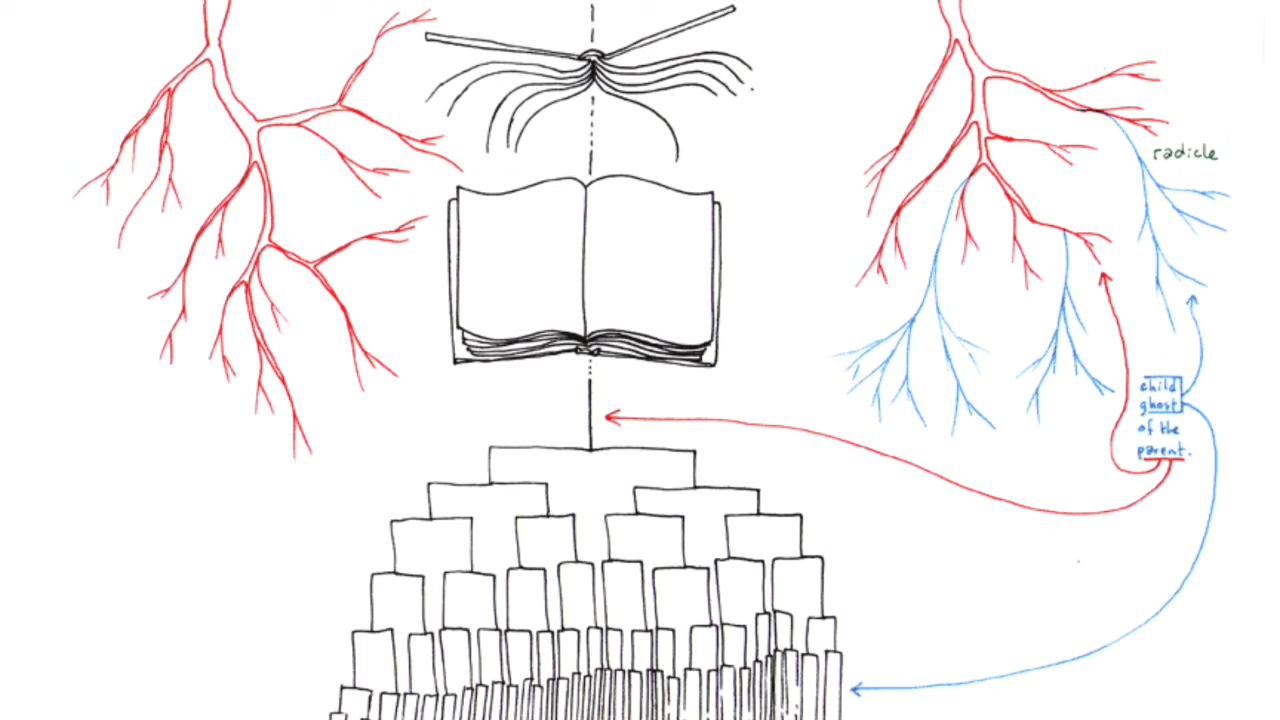 radicle
child
ghost
of the
parent.